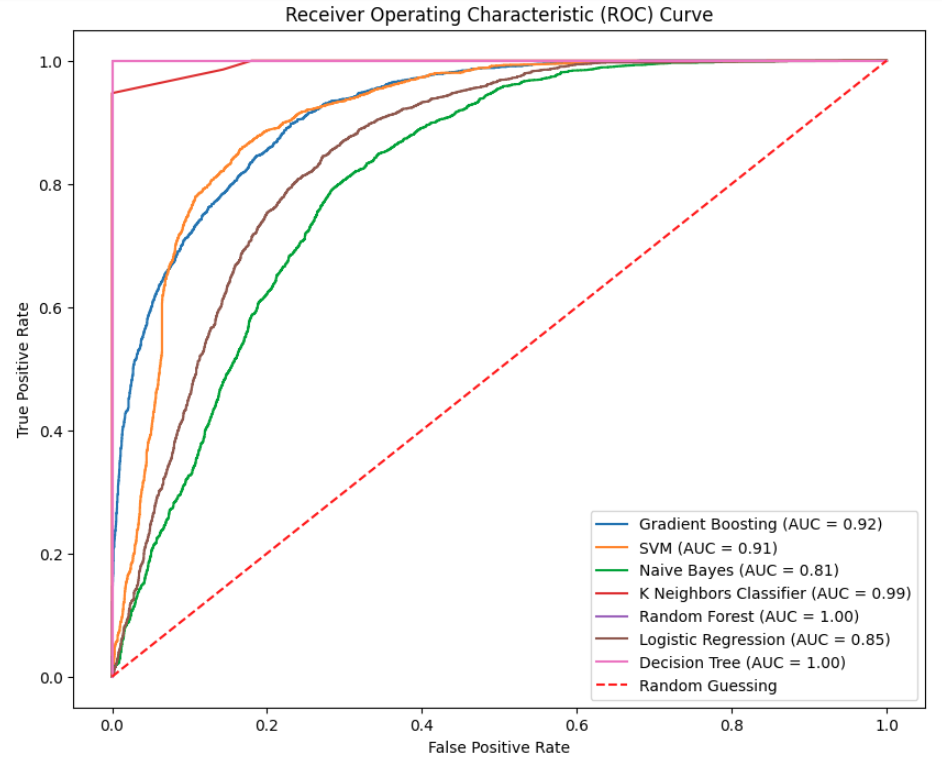 Receiver Operating Characteristic (ROC) Curve
True Positive Rate
1.0
0.8
0.6
0.4
0.2
0.0
Gradient Boosting (AUC = 0.92)
SVM (AUC = 0.91)
Naive Bayes (AUC = 0.81)
K Neighbors Classifier (AUC = 0.99)
Random Forest (AUC = 1.00)
Logistic Regression (AUC = 0.85)
Decision Tree (AUC = 1.00)
Random Guessing
0.0 0.2 0.4 0.6 0.8 1.0
False Positive Rate